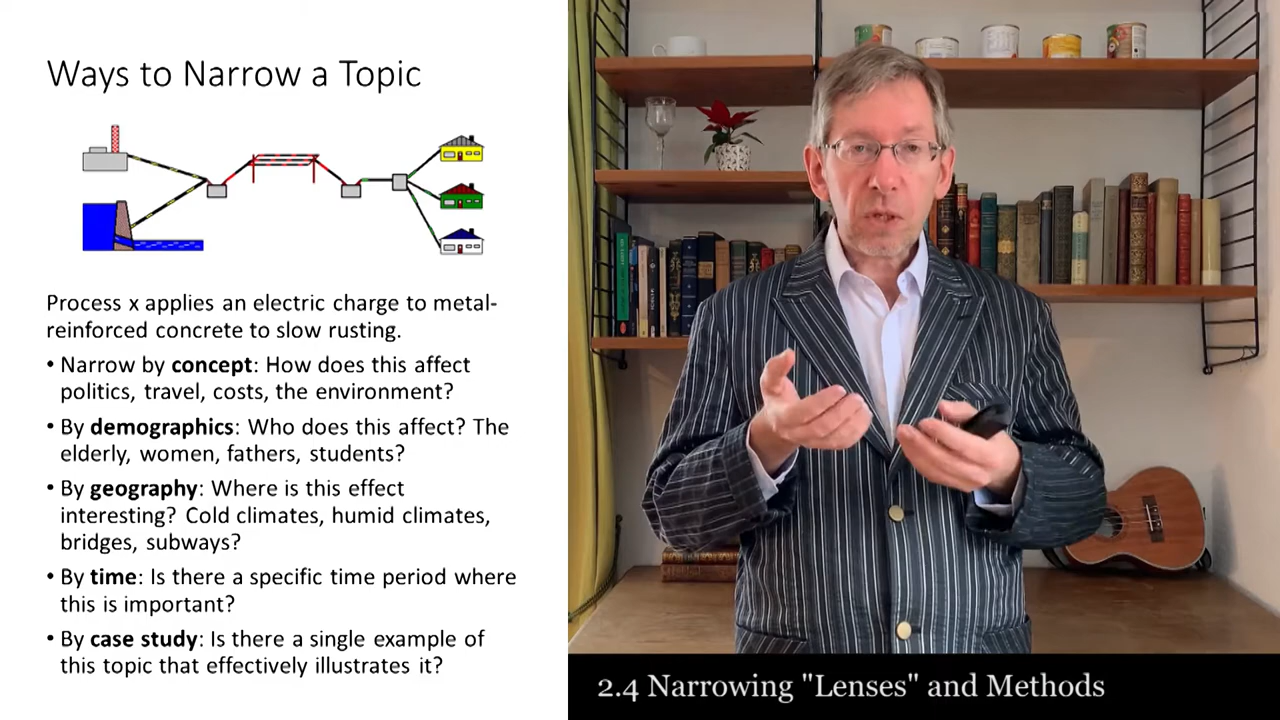 Ways to Narrow a Topic
Process x applies an electric charge to metal-
reinforced concrete to slow rusting.
• Narrow by concept: How does this affect
politics, travel, costs, the environment?
• By demographics: Who does this affect? The
elderly, women, fathers, students?
• By geography: Where is this effect
interesting? Cold climates, humid climates,
bridges, subways?
• By time: Is there a specific time period where
this is important?
• By case study: Is there a single example of
this topic that effectively illustrates it?
2.4 Narrowing "Lenses" and Methods